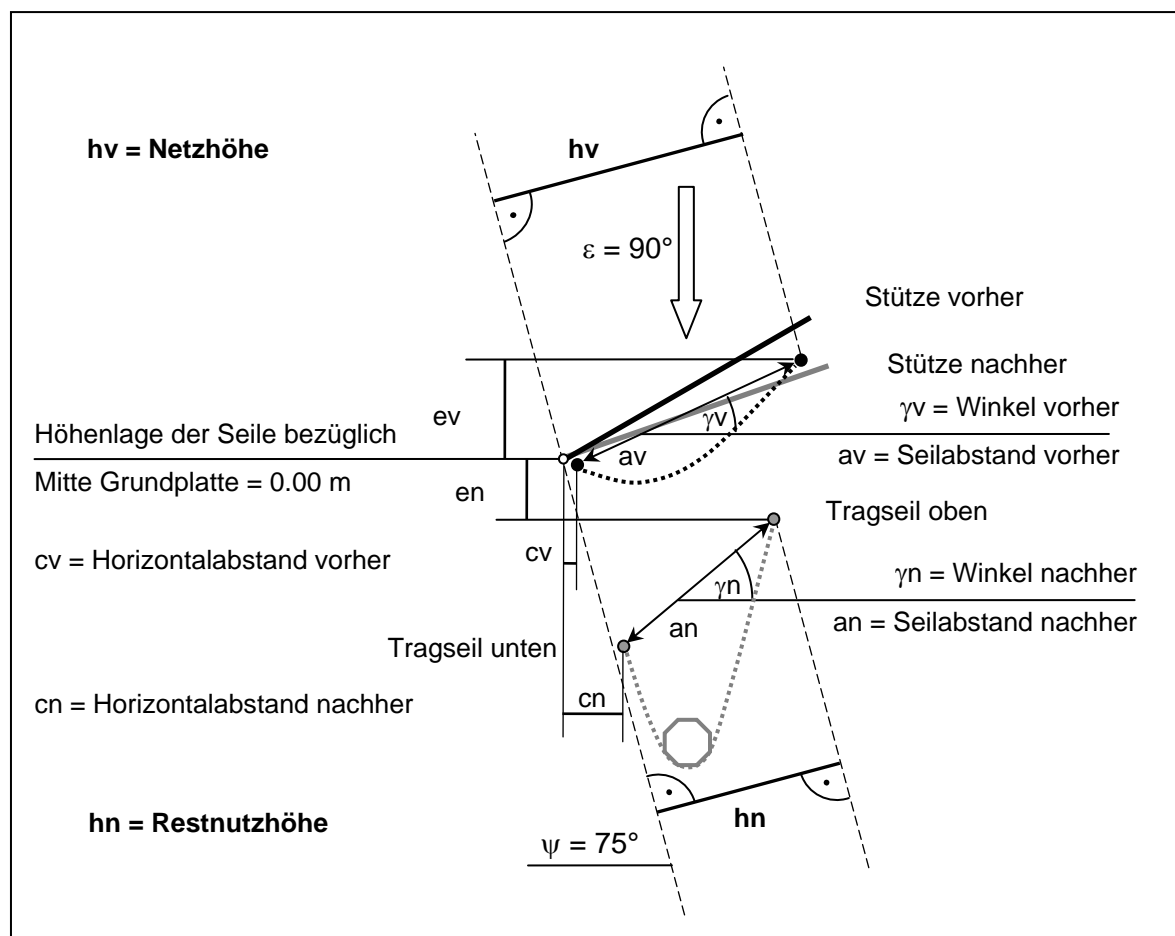 hv = Netzhöhe
hv
ε = 90°
Stütze vorher
Stütze nachher
ev
γv
γv = Winkel vorher
Höhenlage der Seile bezüglich
av
av = Seilabstand vorher
Mitte Grundplatte = 0.00 m
en
Tragseil oben
cv
cv = Horizontalabstand vorher
γn
γn = Winkel nachher
an
an = Seilabstand nachher
Tragseil unten
cn
cn = Horizontalabstand nachher
hn = Restnutzhöhe
hn
ψ = 75°